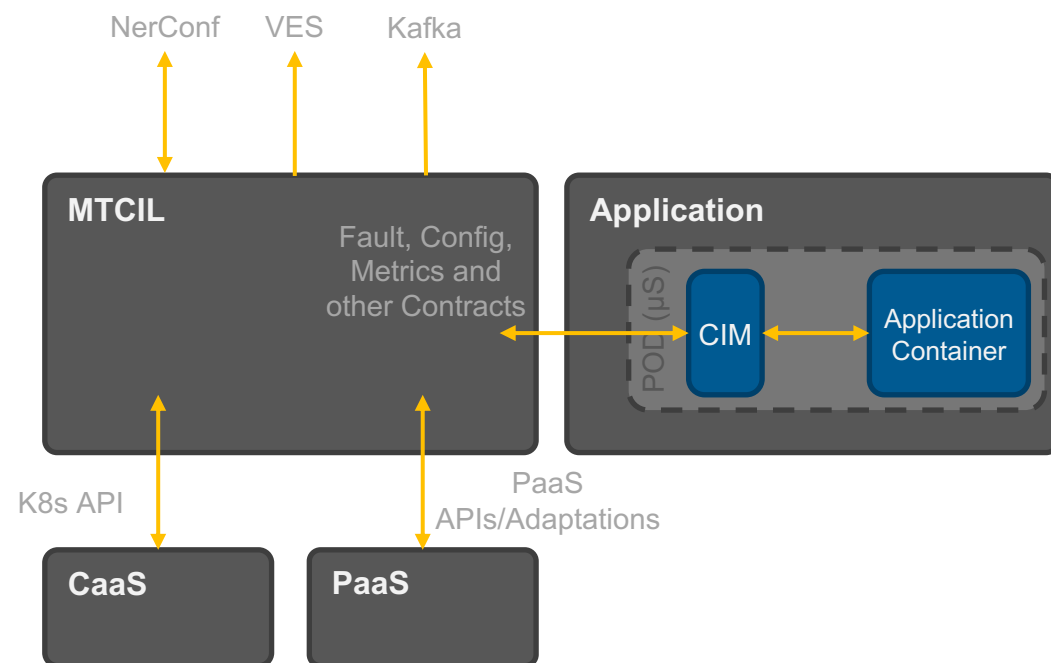 NerConf
VES
Kafka
MTCIL
Fault, Config,
Metrics and
other Contracts
Application
POD (µS)
CIM
Application
Container
K8s API
PaaS
APIs/Adaptations
CaaS
PaaS